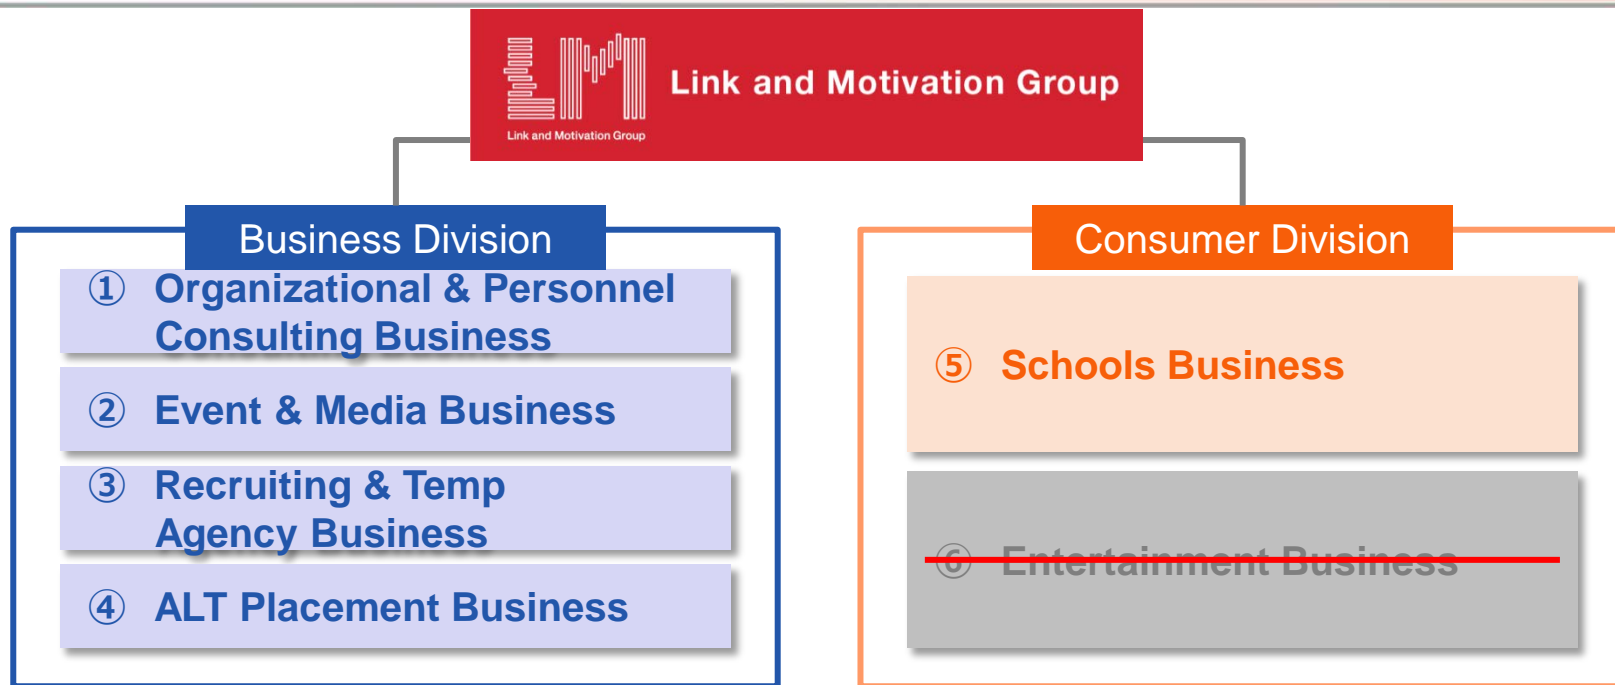 Link and Motivation Group
Link and Motivation Group
Business Division
① Organizational & Personnel
Consulting Business
② Event & Media Business
③ Recruiting & Temp
Agency Business
④ ALT Placement Business
Consumer Division
⑤ Schools Business
⑥ Entertainment Business